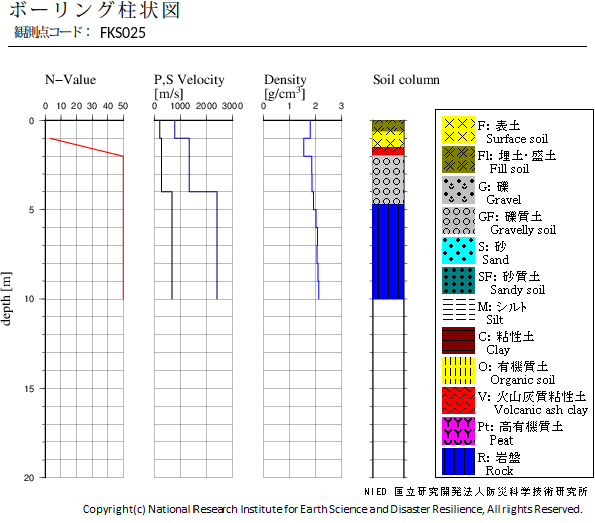 ボーリング柱状図
観測点コード： FKS025
N−Value
P,S Velocity
[m/s]
Density
[g/cm³]
Soil column
0 10 20 30 40 50
0 1000 2000 3000
0 1 2 3
0
5
10
15
20
depth [m]
F: 表土
Surface soil
Fl: 埋土・盛土
Fill soil
G: 礫
Gravel
GF: 礫質土
Gravelly soil
S: 砂
Sand
SF: 砂質土
Sandy soil
M: シルト
Silt
C: 粘性土
Clay
O: 有機質土
Organic soil
V: 火山灰質粘性土
Volcanic ash clay
Pt: 高有機質土
Peat
R: 岩盤
Rock
NIED 国立研究開発法人防災科学技術研究所
Copyright(c) National Research Institute for Earth Science and Disaster Resilience, All rights Reserved.